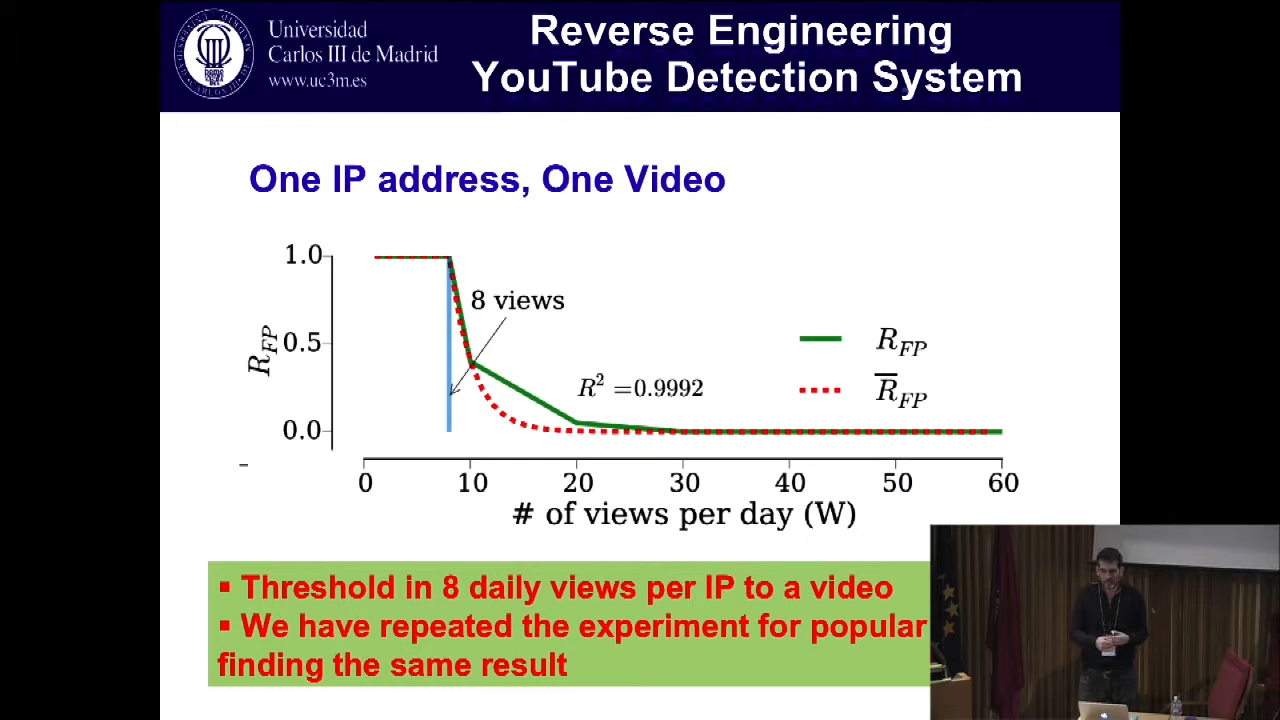 Universidad
Carlos III de Madrid
www.uc3m.es
Reverse Engineering
YouTube Detection System
One IP address, One Video
1.0
0.5
0.0
R_FP
8 views
R² =0.9992
R_FP
R̅_FP
0 10 20 30 40 50 60
# of views per day (W)
▪ Threshold in 8 daily views per IP to a video
▪ We have repeated the experiment for popular
finding the same result